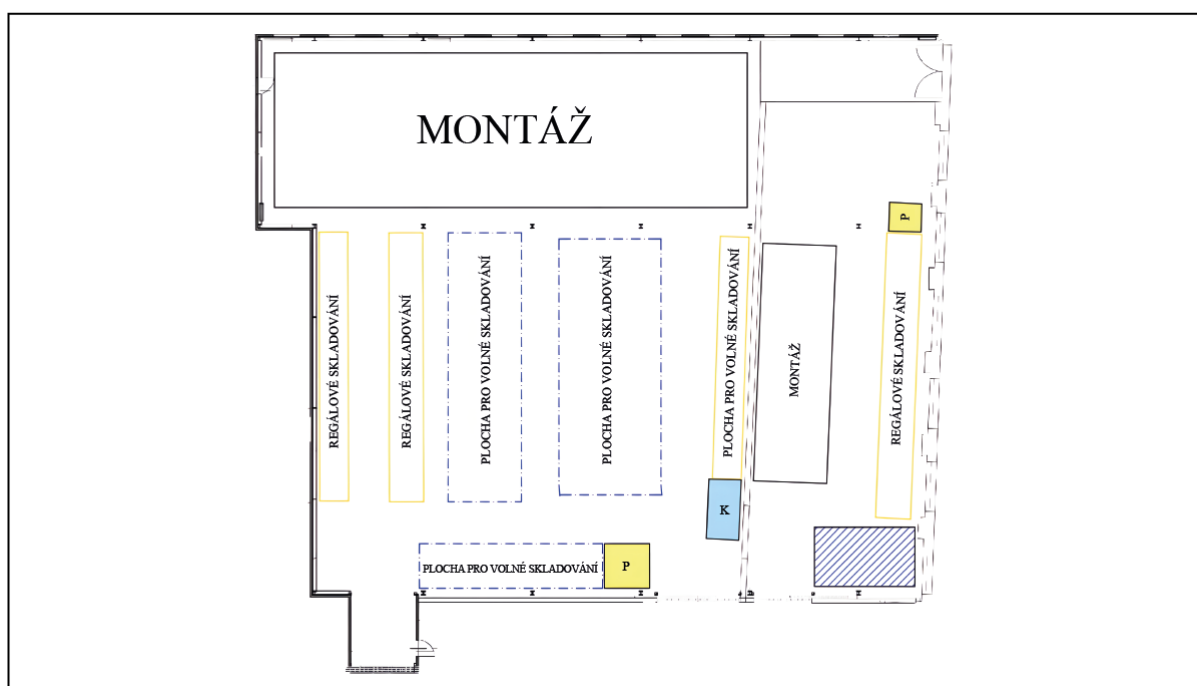 MONTÁŽ
P
REGÁLOVÉ SKLADOVÁNÍ
REGÁLOVÉ SKLADOVÁNÍ
PLOCHA PRO VOLNÉ SKLADOVÁNÍ
PLOCHA PRO VOLNÉ SKLADOVÁNÍ
PLOCHA PRO VOLNÉ SKLADOVÁNÍ
MONTÁŽ
REGÁLOVÉ SKLADOVÁNÍ
K
PLOCHA PRO VOLNÉ SKLADOVÁNÍ
P